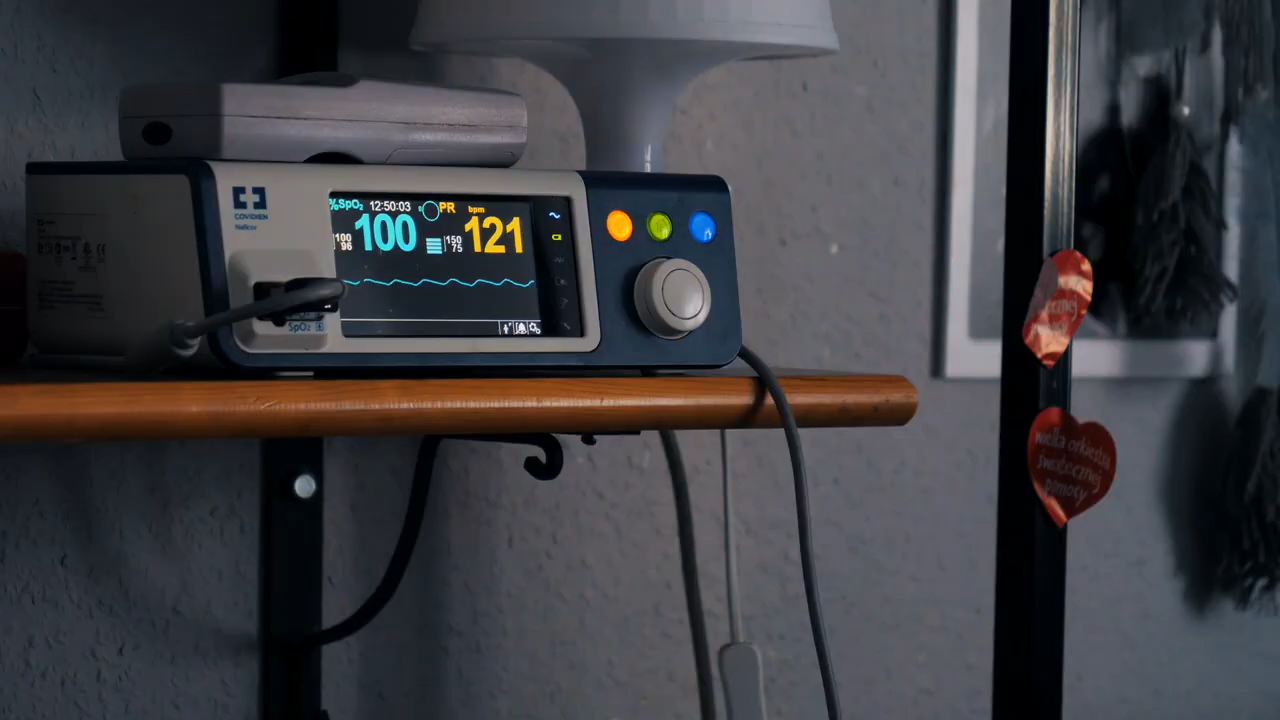 COVIDIEN
Nellcor
%SpO₂ 12:50:03 PR bpm
100 96 100 150 75 121
SpO₂
wielka orkiestra
świątecznej
pomocy